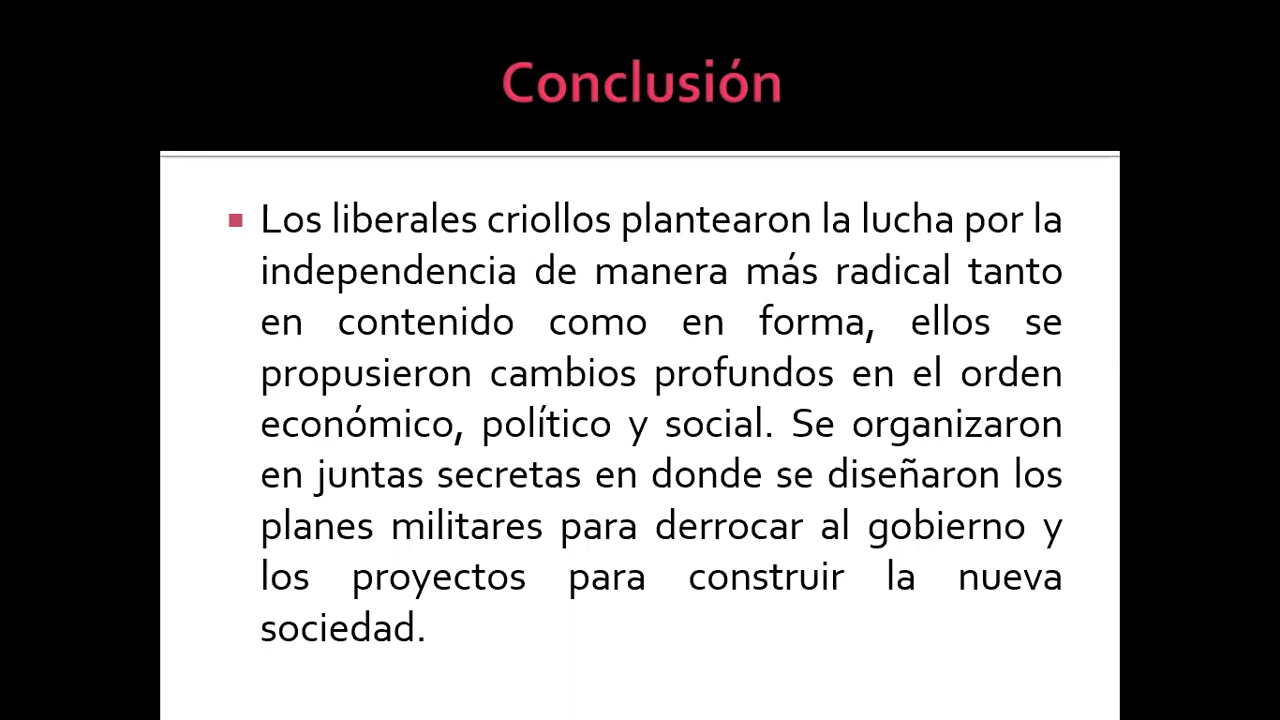 Conclusión
Los liberales criollos plantearon la lucha por la
independencia de manera más radical tanto
en contenido como en forma, ellos se
propusieron cambios profundos en el orden
económico, político y social. Se organizaron
en juntas secretas en donde se diseñaron los
planes militares para derrocar al gobierno y
los proyectos para construir la nueva
sociedad.